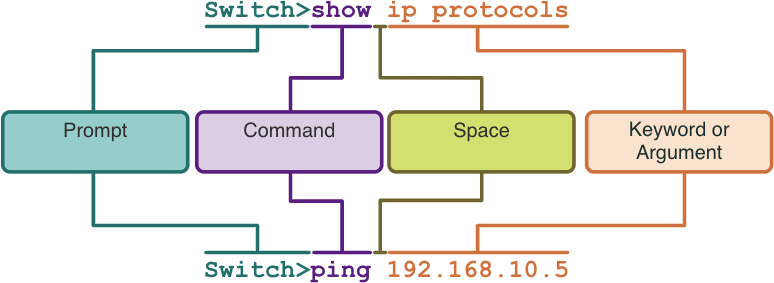 Switch>show ip protocols
Prompt
Command
Space
Keyword or
Argument
Switch>ping 192.168.10.5